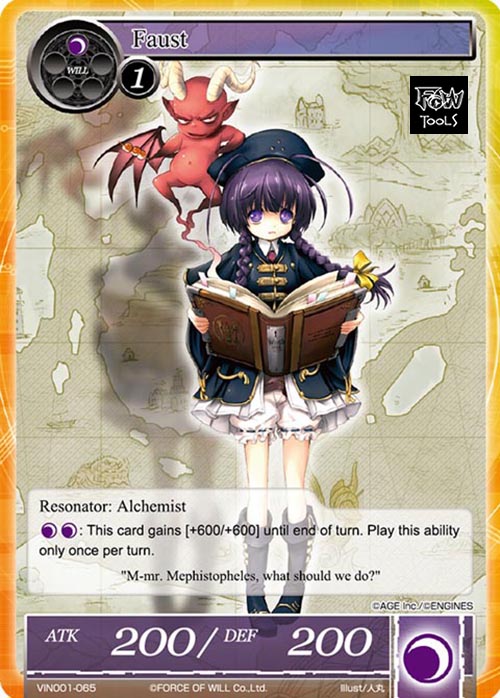 Faust
WILL
1
FOW
TOOLS
Resonator: Alchemist
: This card gains [+600/+600] until end of turn. Play this ability
only once per turn.
"M-mr. Mephistopheles, what should we do?"
©AGE Inc./©ENGINES
ATK 200/ DEF 200
VIN001-065 ©FORCE OF WILL Co.,Ltd. Illust/人丸